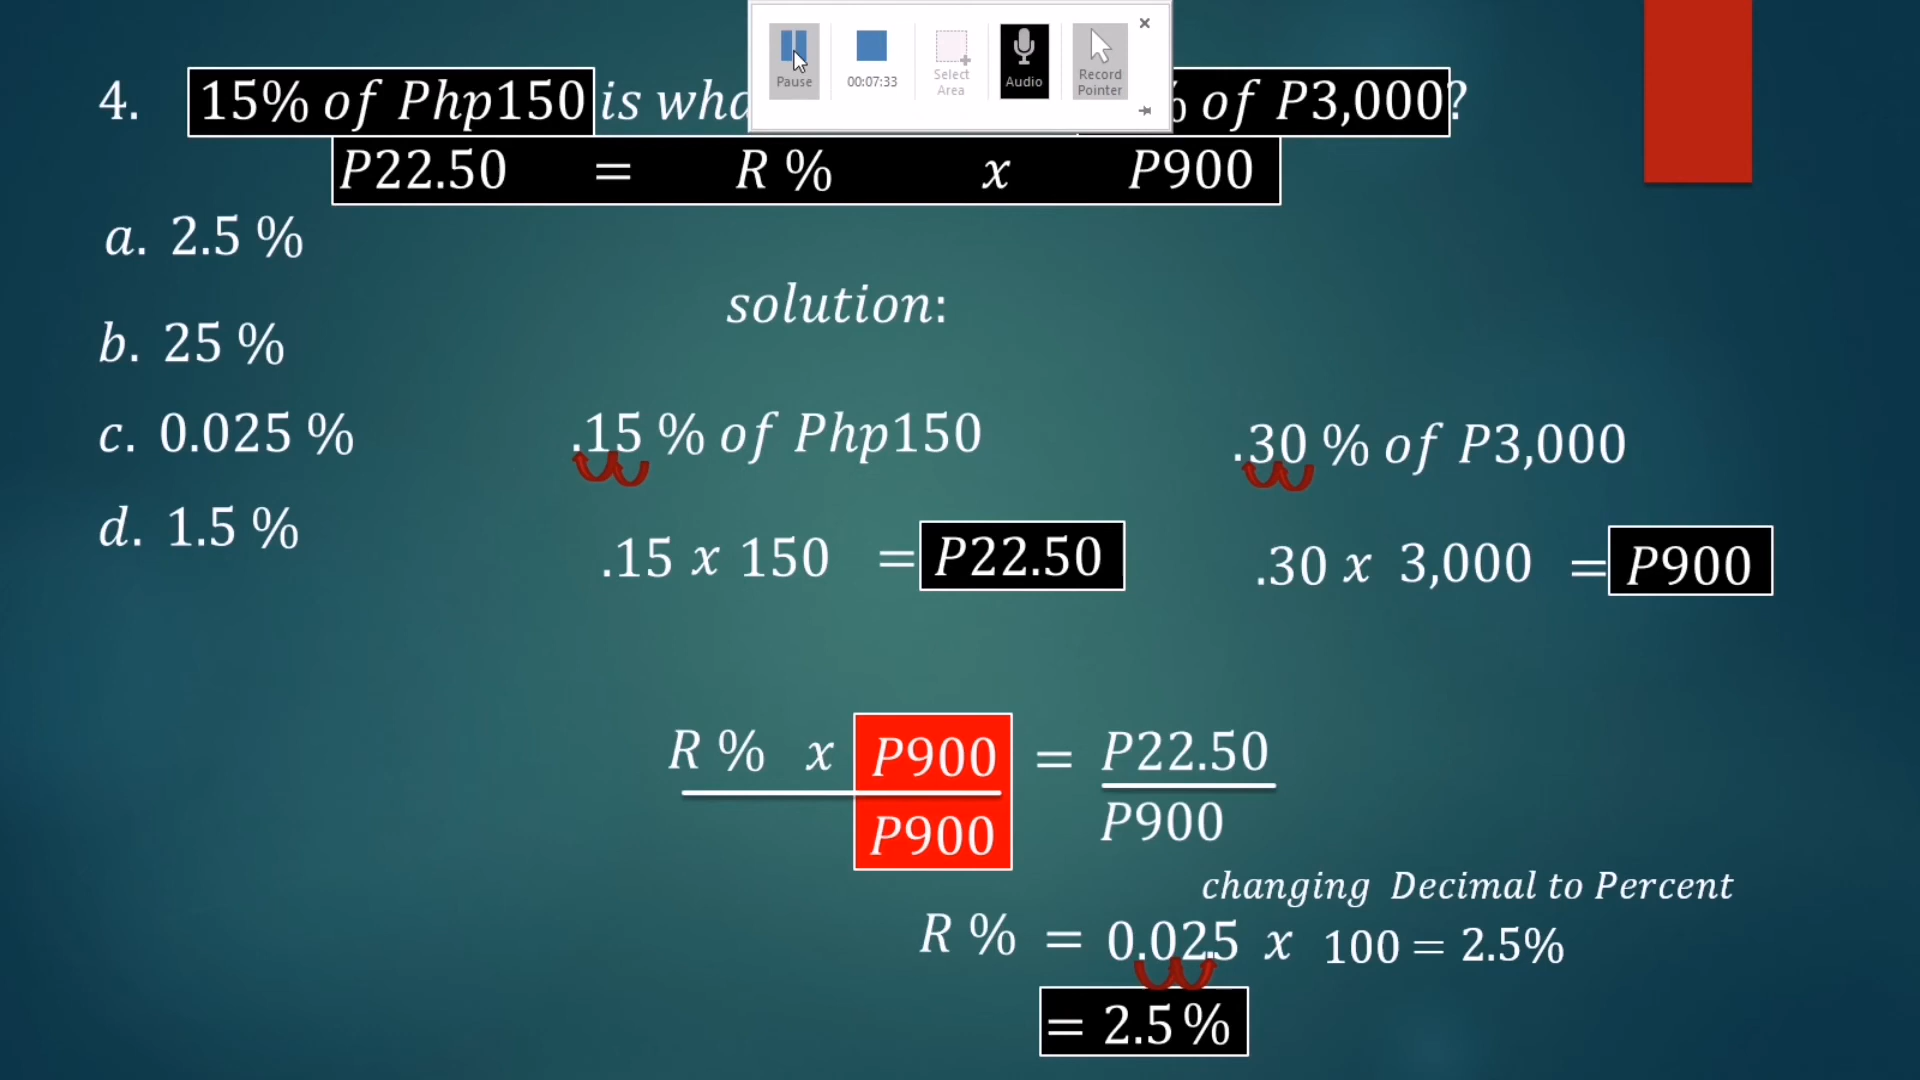 Pause
00:07:33
Select Area
Audio
Record Pointer
4. 15% of Php150 is % of P3,000?
P22.50 = R % x P900
a. 2.5 %
solution:
b. 25 %
c. 0.025 %
.15 % of Php150
.30 % of P3,000
d. 1.5 %
.15 x 150 = P22.50
.30 x 3,000 = P900
R % x P900 = P22.50
P900 P900
changing Decimal to Percent
R % = 0.025 x 100 = 2.5%
= 2.5 %